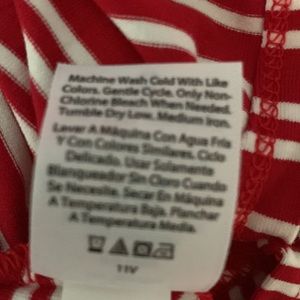 Machine Wash Cold With Like
Colors. Gentle Cycle. Only Non-
Chlorine Bleach When Needed.
Tumble Dry Low. Medium Iron.
Lavar A Máquina Con Agua Fría
Y Con Colores Similares. Ciclo
Delicado. Usar Solamente
Blanqueador Sin Cloro Cuando
Se Necesite. Secar En Máquina
A Temperatura Baja. Planchar
A Temperatura Media.
11V